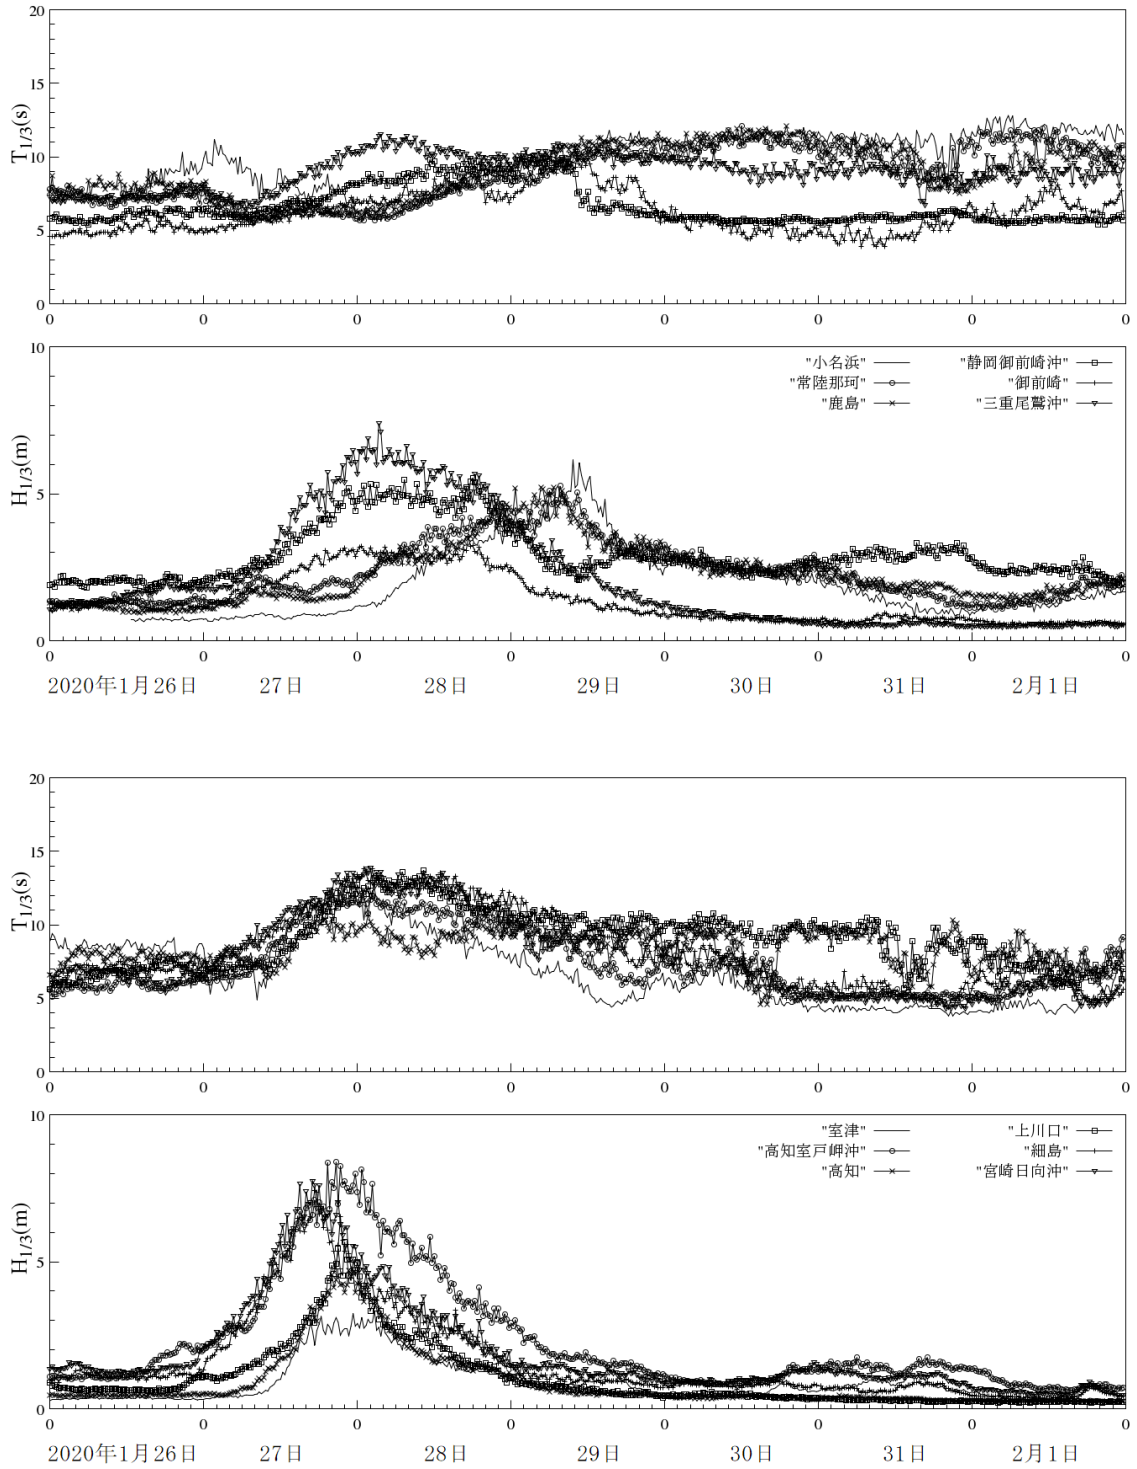 20
15
10
5
0
T1/3(s)
0 0 0 0 0 0 0
10
5
0
H1/3(m)
"小名浜" "静岡御前崎沖"
"常陸那珂" "御前崎"
"鹿島" "三重尾鷲沖"
0 0 0 0 0 0 0 0
2020年1月26日 27日 28日 29日 30日 31日 2月1日
20
15
10
5
0
T1/3(s)
0 0 0 0 0 0 0
10
5
0
H1/3(m)
"室津" "上川口"
"高知室戸岬沖" "細島"
"高知" "宮崎日向沖"
0 0 0 0 0 0 0 0
2020年1月26日 27日 28日 29日 30日 31日 2月1日